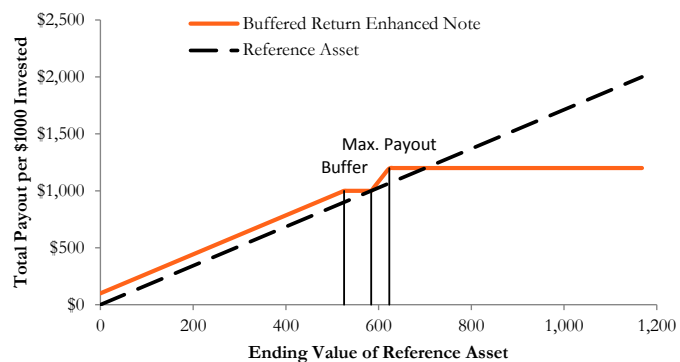 $2,500
Buffered Return Enhanced Note
Reference Asset
$2,000
$1,500
Max. Payout
Buffer
$1,000
$500
$0
0 200 400 600 800 1,000 1,200
Total Payout per $1000 Invested
Ending Value of Reference Asset